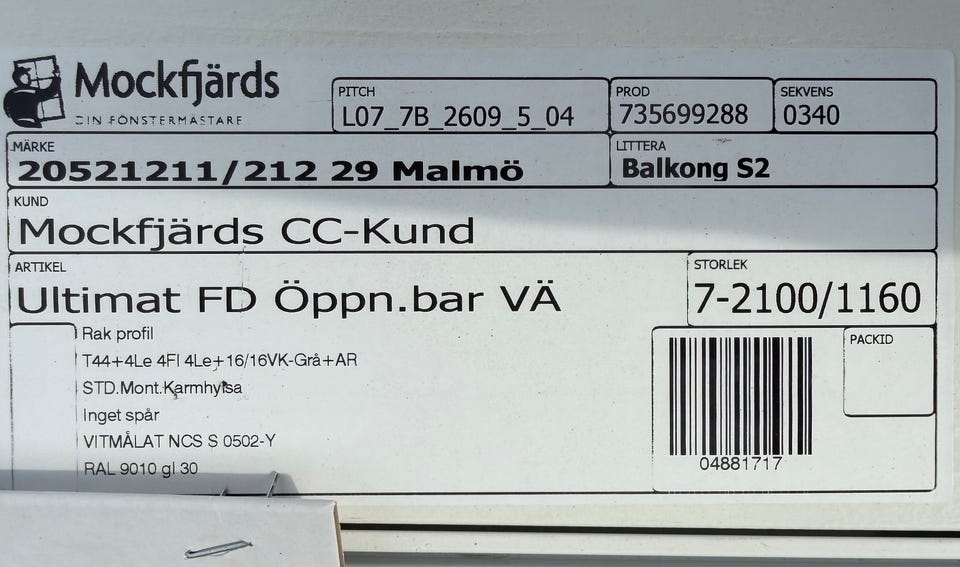 Mockfjärds
DIN FÖNSTERMÄSTARE
PITCH
L07_7B_2609_5_04
PROD
735699288
SEKVENS
0340
MÄRKE
20521211/212 29 Malmö
LITTERA
Balkong S2
KUND
Mockfjärds CC-Kund
ARTIKEL
Ultimat FD Öppn.bar VÄ
STORLEK
7-2100/1160
Rak profil
T44+4Le 4Fl 4Le+16/16VK-Grå+AR
STD.Mont.Karmhylsa
Inget spår
VITMÅLAT NCS S 0502-Y
RAL 9010 gl 30
PACKID
04881717